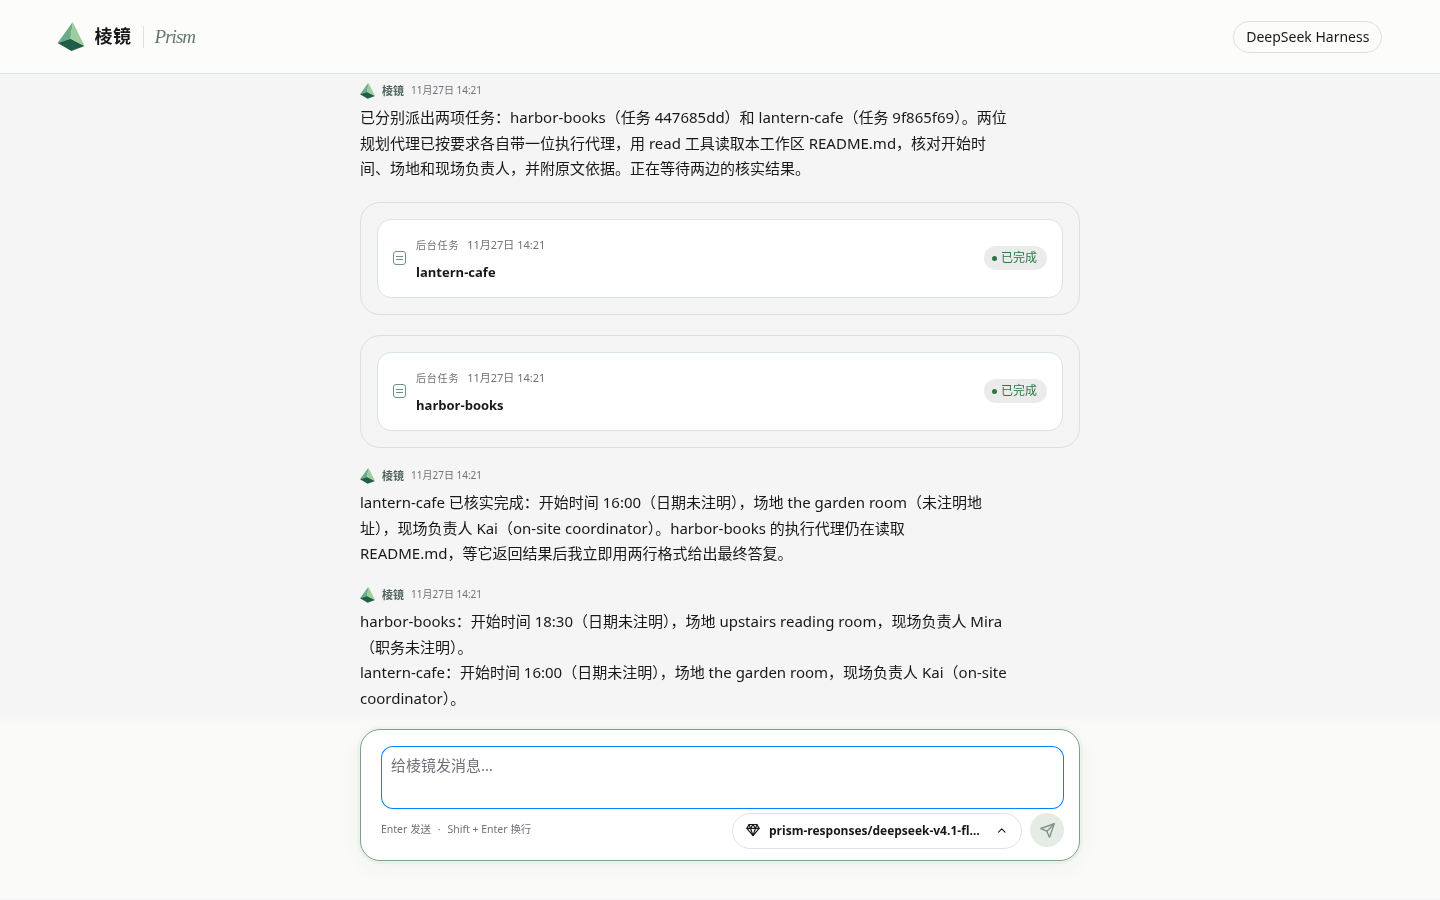 棱镜 Prism
DeepSeek Harness
棱镜 11月27日 14:21
已分别派出两项任务：harbor-books（任务 447685dd）和 lantern-cafe（任务 9f865f69）。两位
规划代理已按要求各自带一位执行代理，用 read 工具读取本工作区 README.md，核对开始时
间、场地和现场负责人，并附原文依据。正在等待两边的核实结果。
后台任务 11月27日 14:21
lantern-cafe
已完成
后台任务 11月27日 14:21
harbor-books
已完成
棱镜 11月27日 14:21
lantern-cafe 已核实完成：开始时间 16:00（日期未注明），场地 the garden room（未注明地
址），现场负责人 Kai（on-site coordinator）。harbor-books 的执行代理仍在读取
README.md，等它返回结果后我立即用两行格式给出最终答复。
棱镜 11月27日 14:21
harbor-books：开始时间 18:30（日期未注明），场地 upstairs reading room，现场负责人 Mira
（职务未注明）。
lantern-cafe：开始时间 16:00（日期未注明），场地 the garden room，现场负责人 Kai（on-site
coordinator）。
给棱镜发消息...
Enter 发送 · Shift + Enter 换行
prism-responses/deepseek-v4.1-fl...